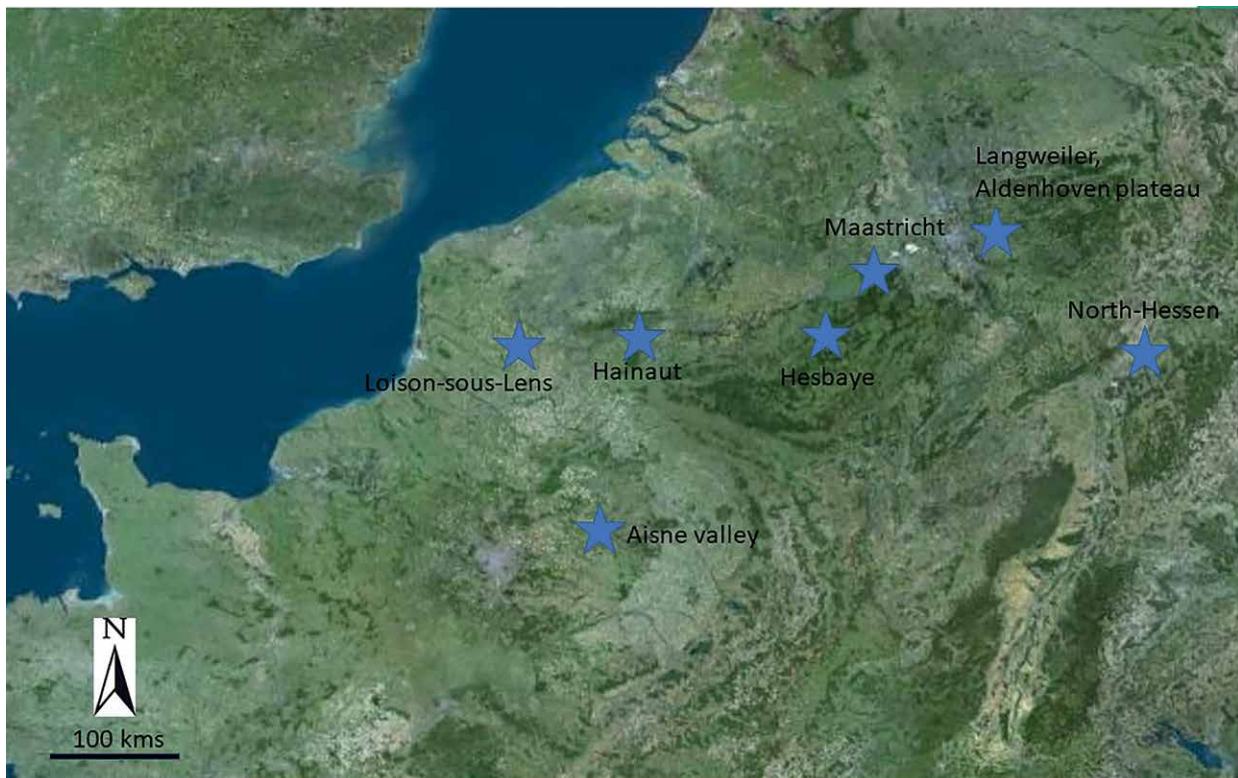 Langweiler,
Aldenhoven plateau
Maastricht
North-Hessen
Loison-sous-Lens
Hainaut
Hesbaye
Aisne valley
N
100 kms